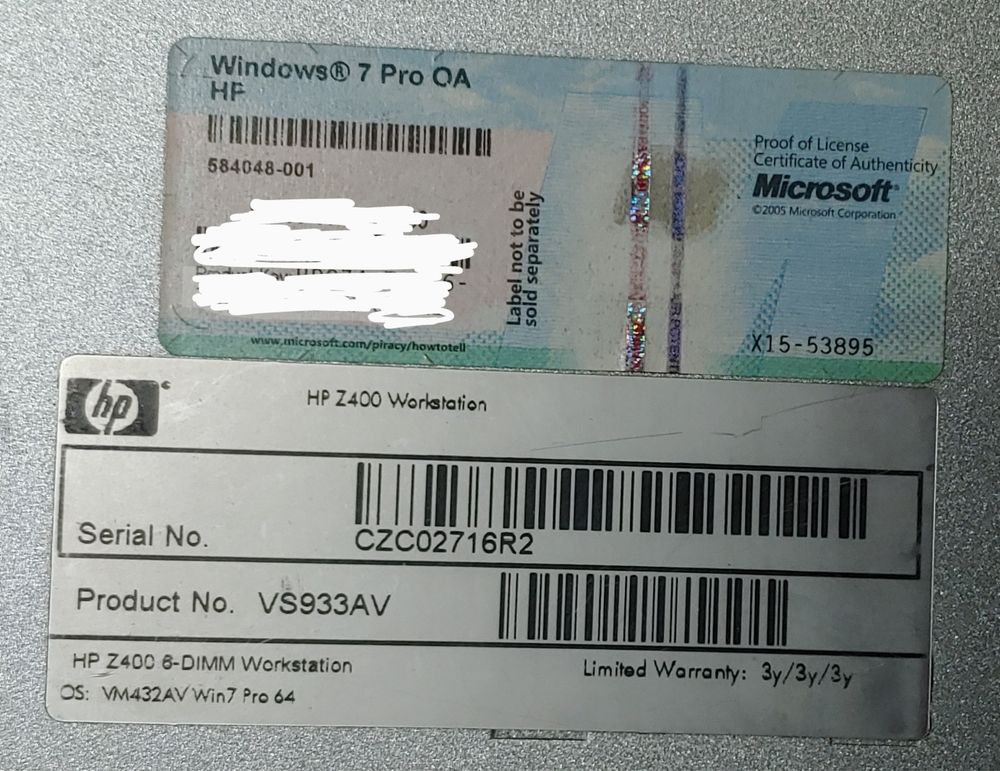 Windows® 7 Pro OA
HP
584048-001
www.microsoft.com/piracy/howtotell
Label not to be
sold separately
Proof of License
Certificate of Authenticity
Microsoft®
©2005 Microsoft Corporation
X15-53895
hp
HP Z400 Workstation
Serial No.
CZC02716R2
Product No. VS933AV
HP Z400 6-DIMM Workstation
Limited Warranty: 3y/3y/3y
OS: VM432AV Win7 Pro 64